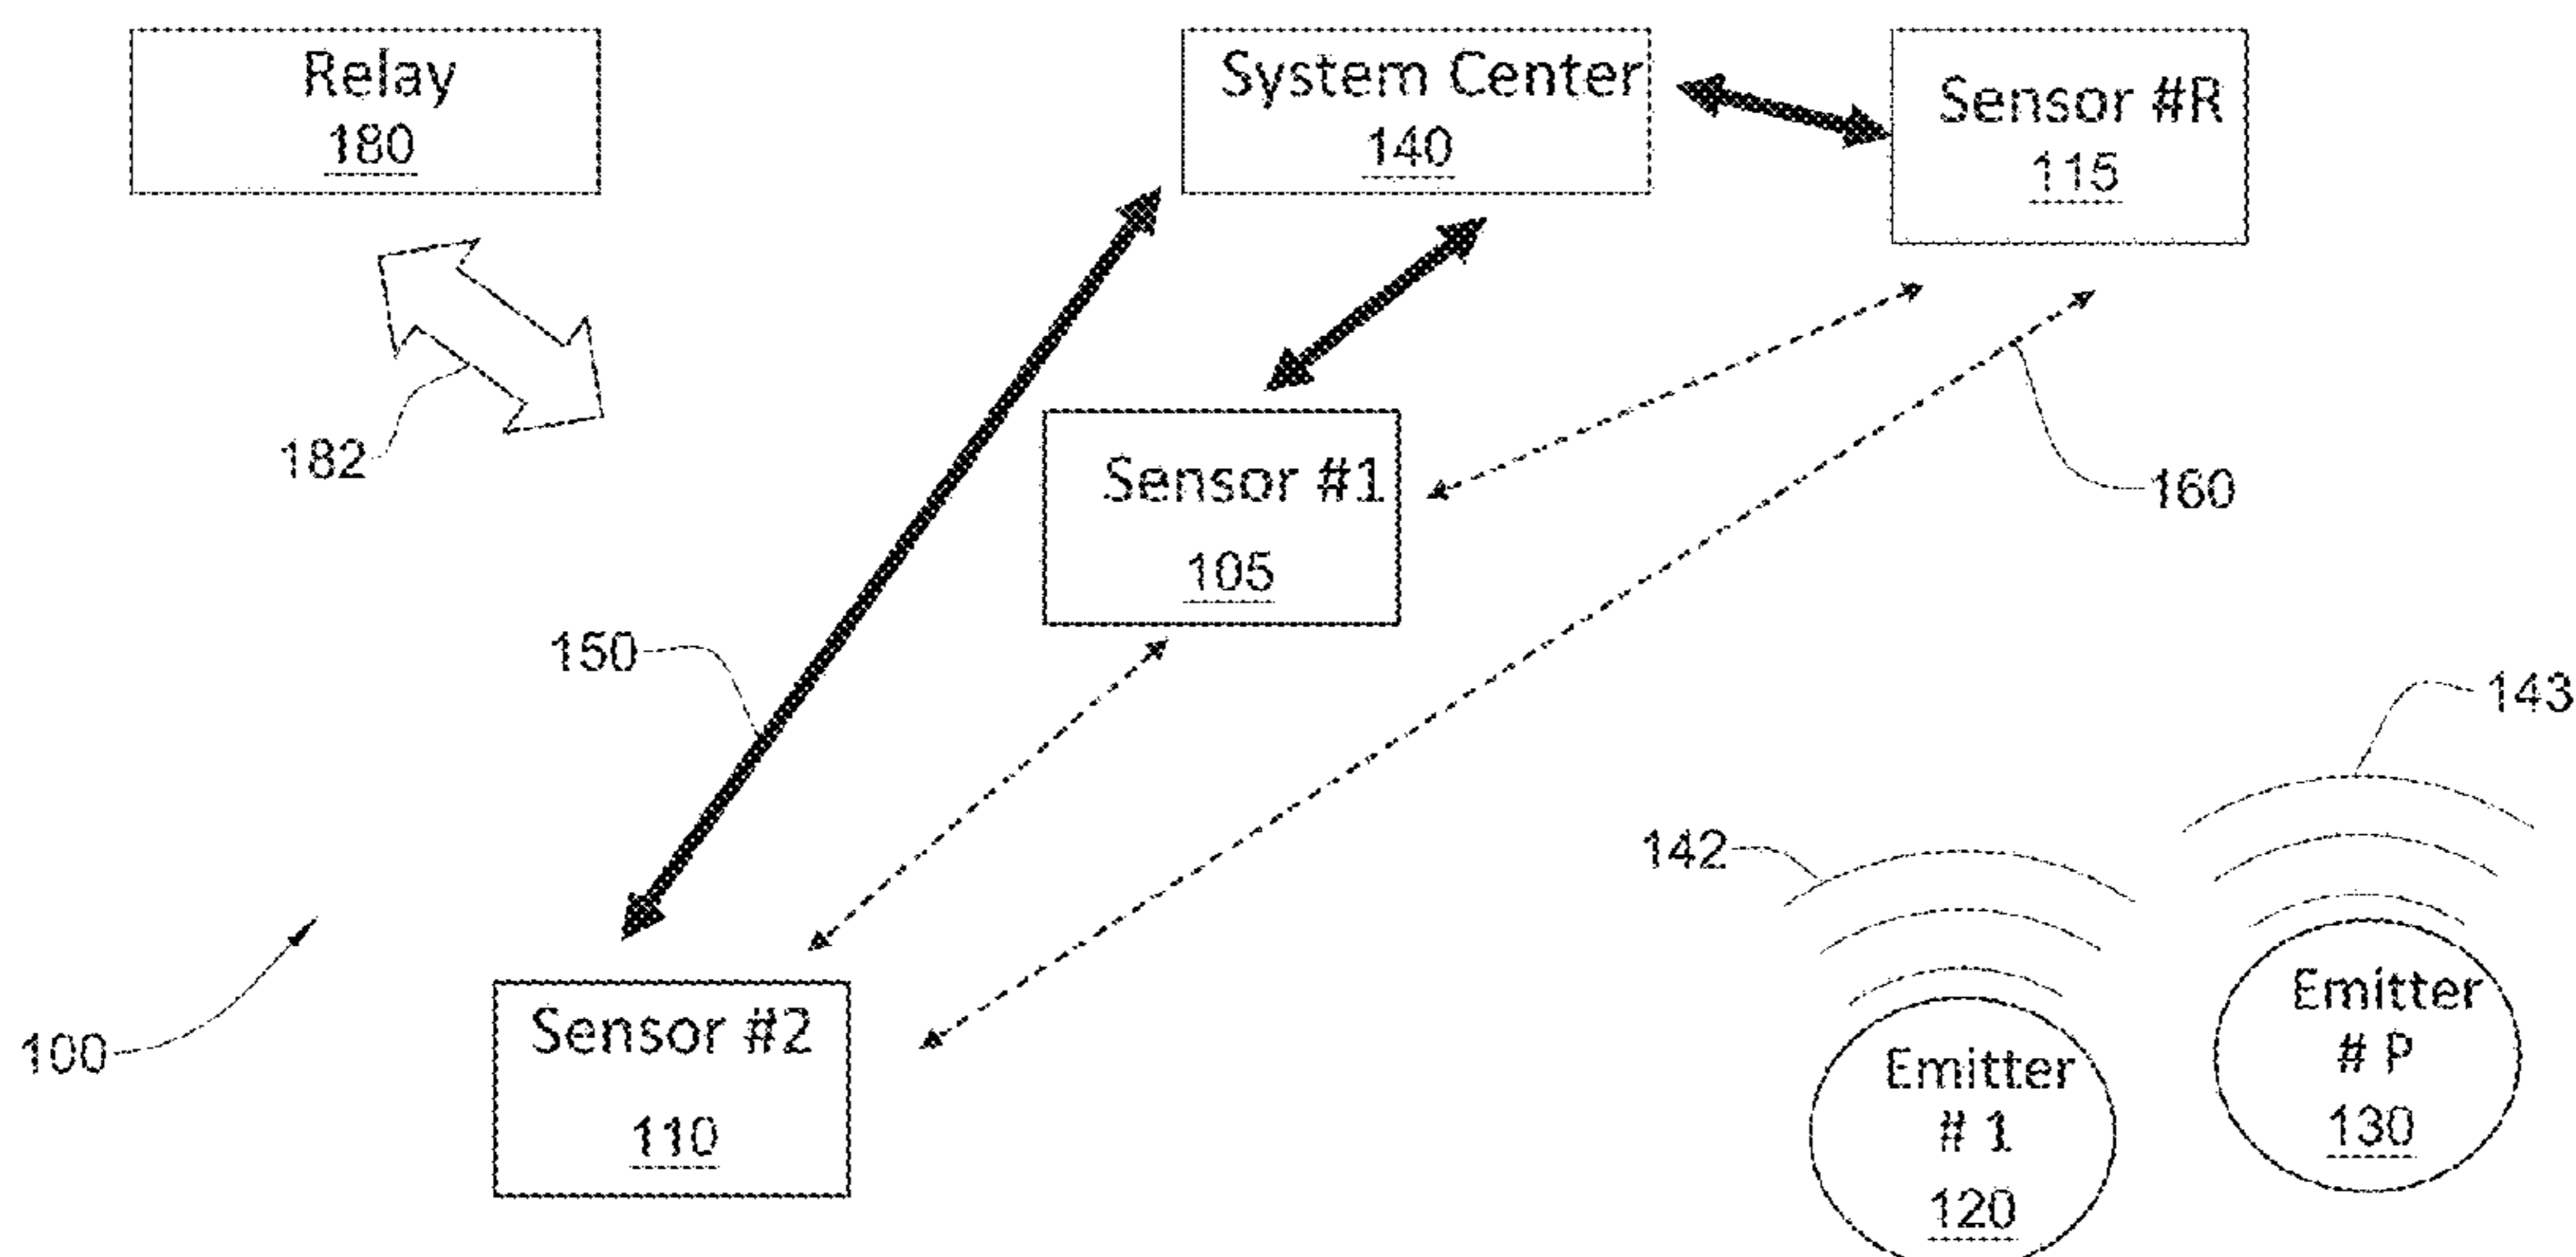 Relay
180
System Center
140
Sensor #R
115
182
Sensor #1
105
160
150
143
142
100
Sensor #2
110
Emitter
# 1
120
Emitter
# P
130